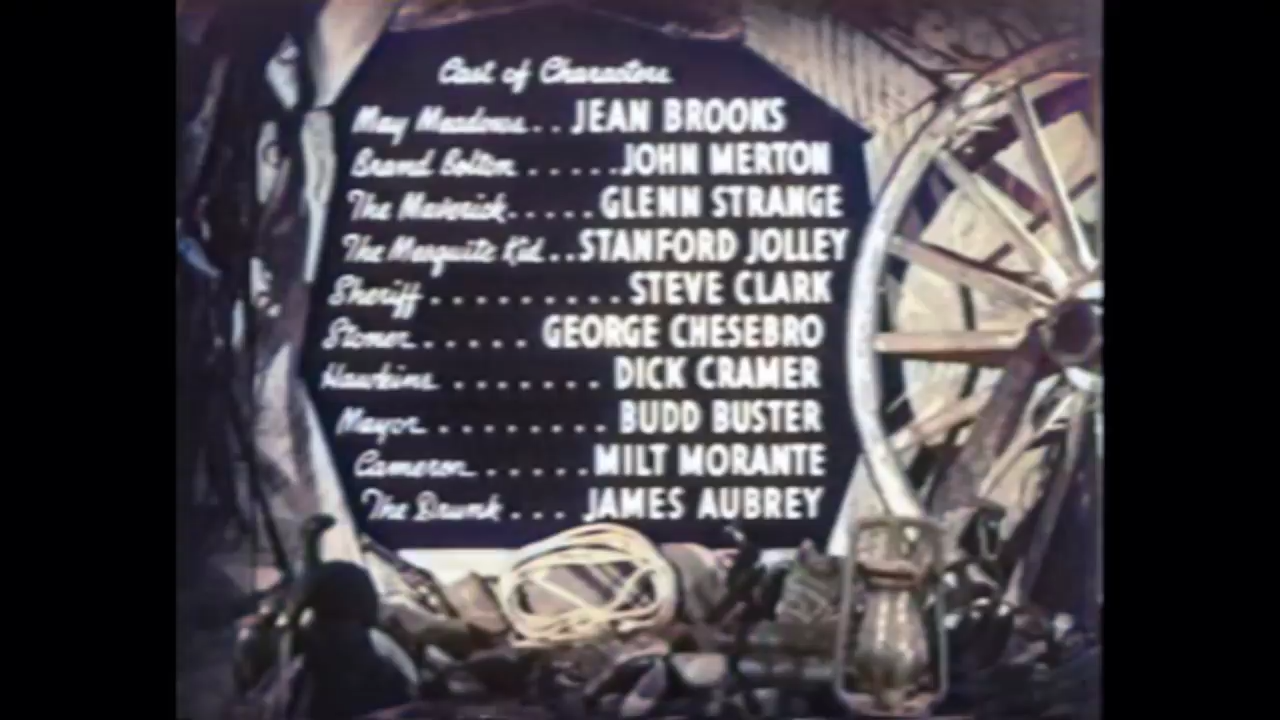 Cast of Characters
May Meadows.. JEAN BROOKS
Brand Bolton ......JOHN MERTON
The Maverick..... GLENN STRANGE
The Mesquite Kid..STANFORD JOLLEY
Sheriff .......... STEVE CLARK
Stoner...... GEORGE CHESEBRO
Hawkins ........ DICK CRAMER
Mayor.......... BUDD BUSTER
Cameron......MILT MORANTE
The Drunk ... JAMES AUBREY